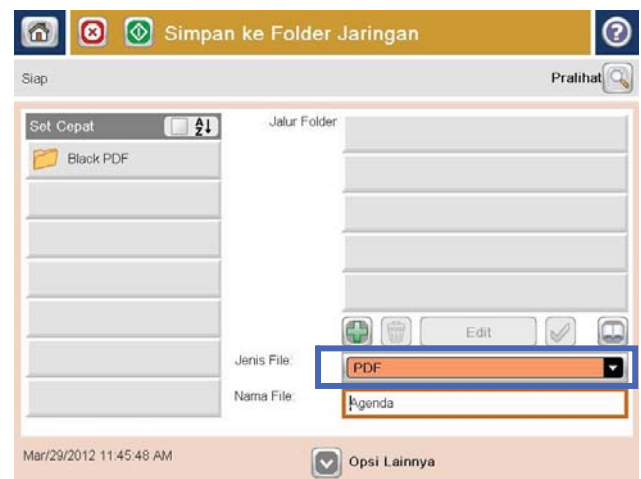 Simpan ke Folder Jaringan
?
Siap
Pralihat
Set Cepat
A
Z
Jalur Folder
Black PDF
Edit
Jenis File:
PDF
Nama File:
Agenda
Mar/29/2012 11:45:48 AM
Opsi Lainnya